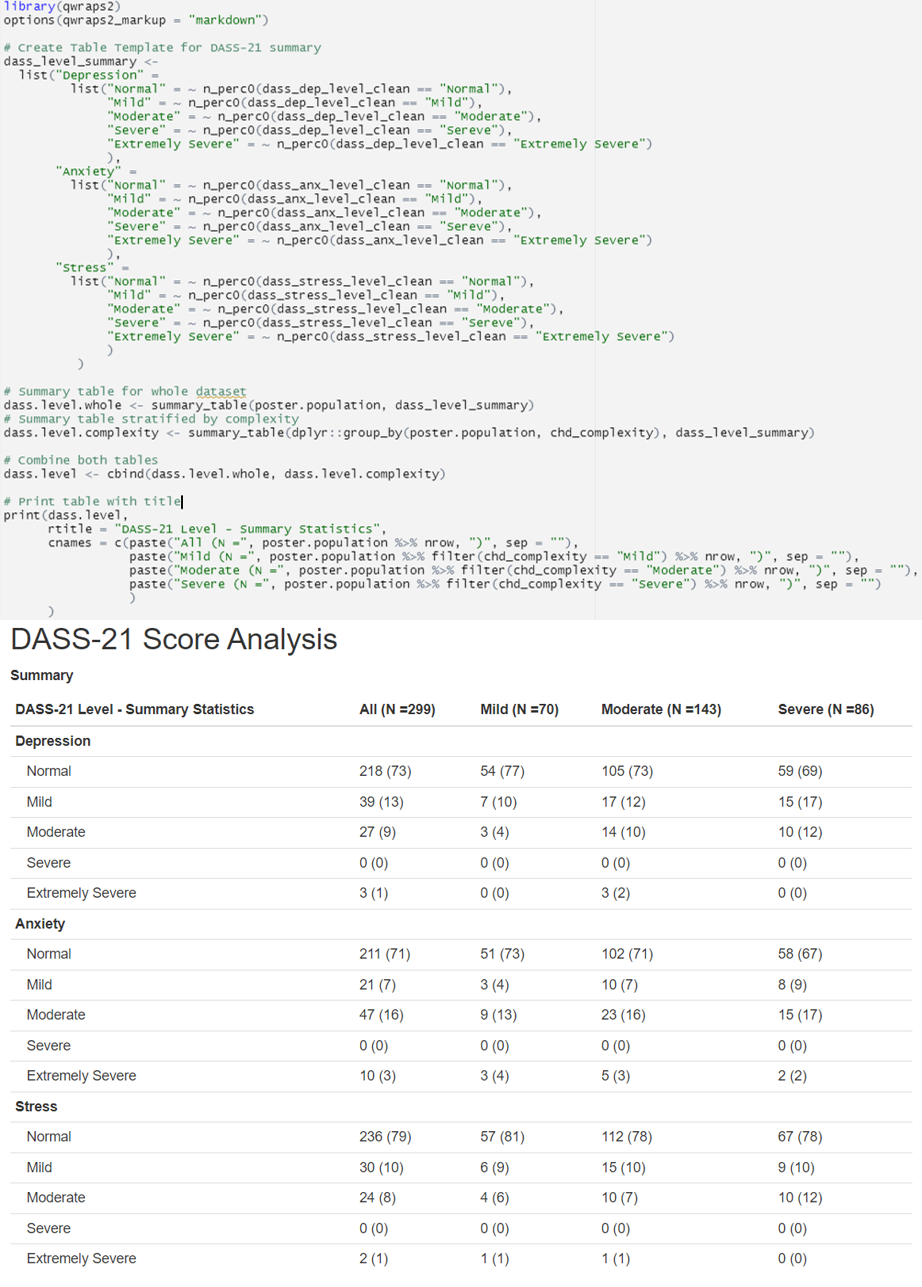 library(qwraps2)
options(qwraps2_markup = "markdown")
# Create Table Template for DASS-21 summary
dass_level_summary <-
list("Depression" =
list("Normal" = ~ n_perc0(dass_dep_level_clean == "Normal"),
"Mild" = ~ n_perc0(dass_dep_level_clean == "Mild"),
"Moderate" = ~ n_perc0(dass_dep_level_clean == "Moderate"),
"Severe" = ~ n_perc0(dass_dep_level_clean == "Sereve"),
"Extremely Severe" = ~ n_perc0(dass_dep_level_clean == "Extremely Severe")
),
"Anxiety" =
list("Normal" = ~ n_perc0(dass_anx_level_clean == "Normal"),
"Mild" = ~ n_perc0(dass_anx_level_clean == "Mild"),
"Moderate" = ~ n_perc0(dass_anx_level_clean == "Moderate"),
"Severe" = ~ n_perc0(dass_anx_level_clean == "Sereve"),
"Extremely Severe" = ~ n_perc0(dass_anx_level_clean == "Extremely Severe")
),
"Stress" =
list("Normal" = ~ n_perc0(dass_stress_level_clean == "Normal"),
"Mild" = ~ n_perc0(dass_stress_level_clean == "Mild"),
"Moderate" = ~ n_perc0(dass_stress_level_clean == "Moderate"),
"Severe" = ~ n_perc0(dass_stress_level_clean == "Sereve"),
"Extremely Severe" = ~ n_perc0(dass_stress_level_clean == "Extremely Severe")
)
)
# Summary table for whole dataset
dass.level.whole <- summary_table(poster.population, dass_level_summary)
# Summary table stratified by complexity
dass.level.complexity <- summary_table(dplyr::group_by(poster.population, chd_complexity), dass_level_summary)
# Combine both tables
dass.level <- cbind(dass.level.whole, dass.level.complexity)
# Print table with title
print(dass.level,
rtitle = "DASS-21 Level - Summary Statistics",
cnames = c(paste("All (N =", poster.population %>% nrow, ")", sep = ""),
paste("Mild (N =", poster.population %>% filter(chd_complexity == "Mild") %>% nrow, ")", sep = ""),
paste("Moderate (N =", poster.population %>% filter(chd_complexity == "Moderate") %>% nrow, ")", sep = ""),
paste("Severe (N =", poster.population %>% filter(chd_complexity == "Severe") %>% nrow, ")", sep = "")
)
)
DASS-21 Score Analysis
Summary
DASS-21 Level - Summary Statistics All (N =299) Mild (N =70) Moderate (N =143) Severe (N =86)
Depression
Normal 218 (73) 54 (77) 105 (73) 59 (69)
Mild 39 (13) 7 (10) 17 (12) 15 (17)
Moderate 27 (9) 3 (4) 14 (10) 10 (12)
Severe 0 (0) 0 (0) 0 (0) 0 (0)
Extremely Severe 3 (1) 0 (0) 3 (2) 0 (0)
Anxiety
Normal 211 (71) 51 (73) 102 (71) 58 (67)
Mild 21 (7) 3 (4) 10 (7) 8 (9)
Moderate 47 (16) 9 (13) 23 (16) 15 (17)
Severe 0 (0) 0 (0) 0 (0) 0 (0)
Extremely Severe 10 (3) 3 (4) 5 (3) 2 (2)
Stress
Normal 236 (79) 57 (81) 112 (78) 67 (78)
Mild 30 (10) 6 (9) 15 (10) 9 (10)
Moderate 24 (8) 4 (6) 10 (7) 10 (12)
Severe 0 (0) 0 (0) 0 (0) 0 (0)
Extremely Severe 2 (1) 1 (1) 1 (1) 0 (0)